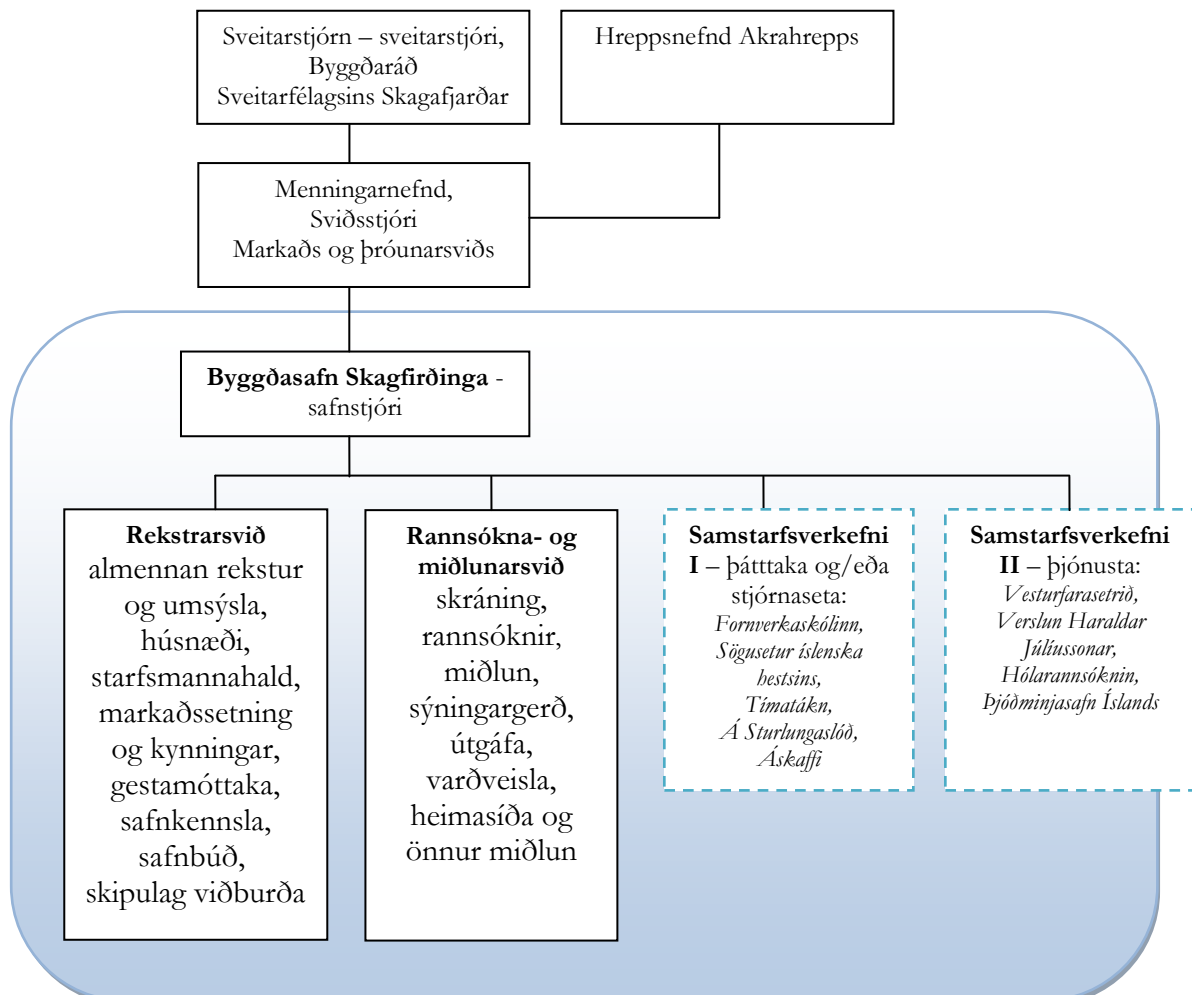 Sveitarstjórn – sveitarstjóri,
Byggðaráð
Sveitarfélagsins Skagafjarðar
Hreppsnefnd Akrahrepps
Menningarnefnd,
Sviðsstjóri
Markaðs og þróunarsviðs
Byggðasafn Skagfirðinga -
safnstjóri
Rekstrarsvið
almennan rekstur
og umsýsla,
húsnæði,
starfsmannahald,
markaðssetning
og kynningar,
gestamóttaka,
safnkennsla,
safnbúð,
skipulag viðburða
Rannsókna- og
miðlunarsvið
skráning,
rannsóknir,
miðlun,
sýningargerð,
útgáfa,
varðveisla,
heimasíða og
önnur miðlun
Samstarfsverkefni
I – þátttaka og/eða
stjórnaseta:
Fornverkaskólinn,
Sögusetur íslenska
hestsins,
Tímatákn,
Á Sturlungaslóð,
Áskaffi
Samstarfsverkefni
II – þjónusta:
Vesturfarasetrið,
Verslun Haraldar
Júlíussonar,
Hólarannsóknin,
Þjóðminjasafn Íslands